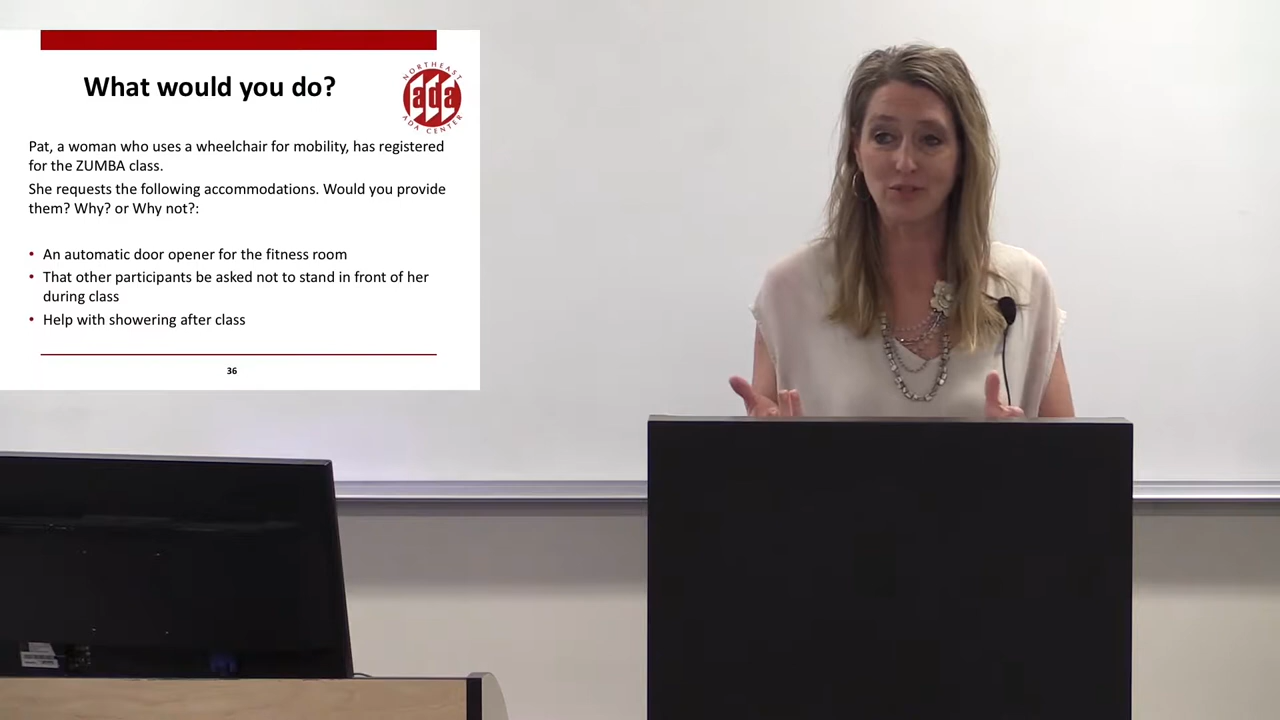 What would you do?
NORTHEAST
ada
ADA CENTER
Pat, a woman who uses a wheelchair for mobility, has registered
for the ZUMBA class.
She requests the following accommodations. Would you provide
them? Why? or Why not?:
• An automatic door opener for the fitness room
• That other participants be asked not to stand in front of her
during class
• Help with showering after class
36